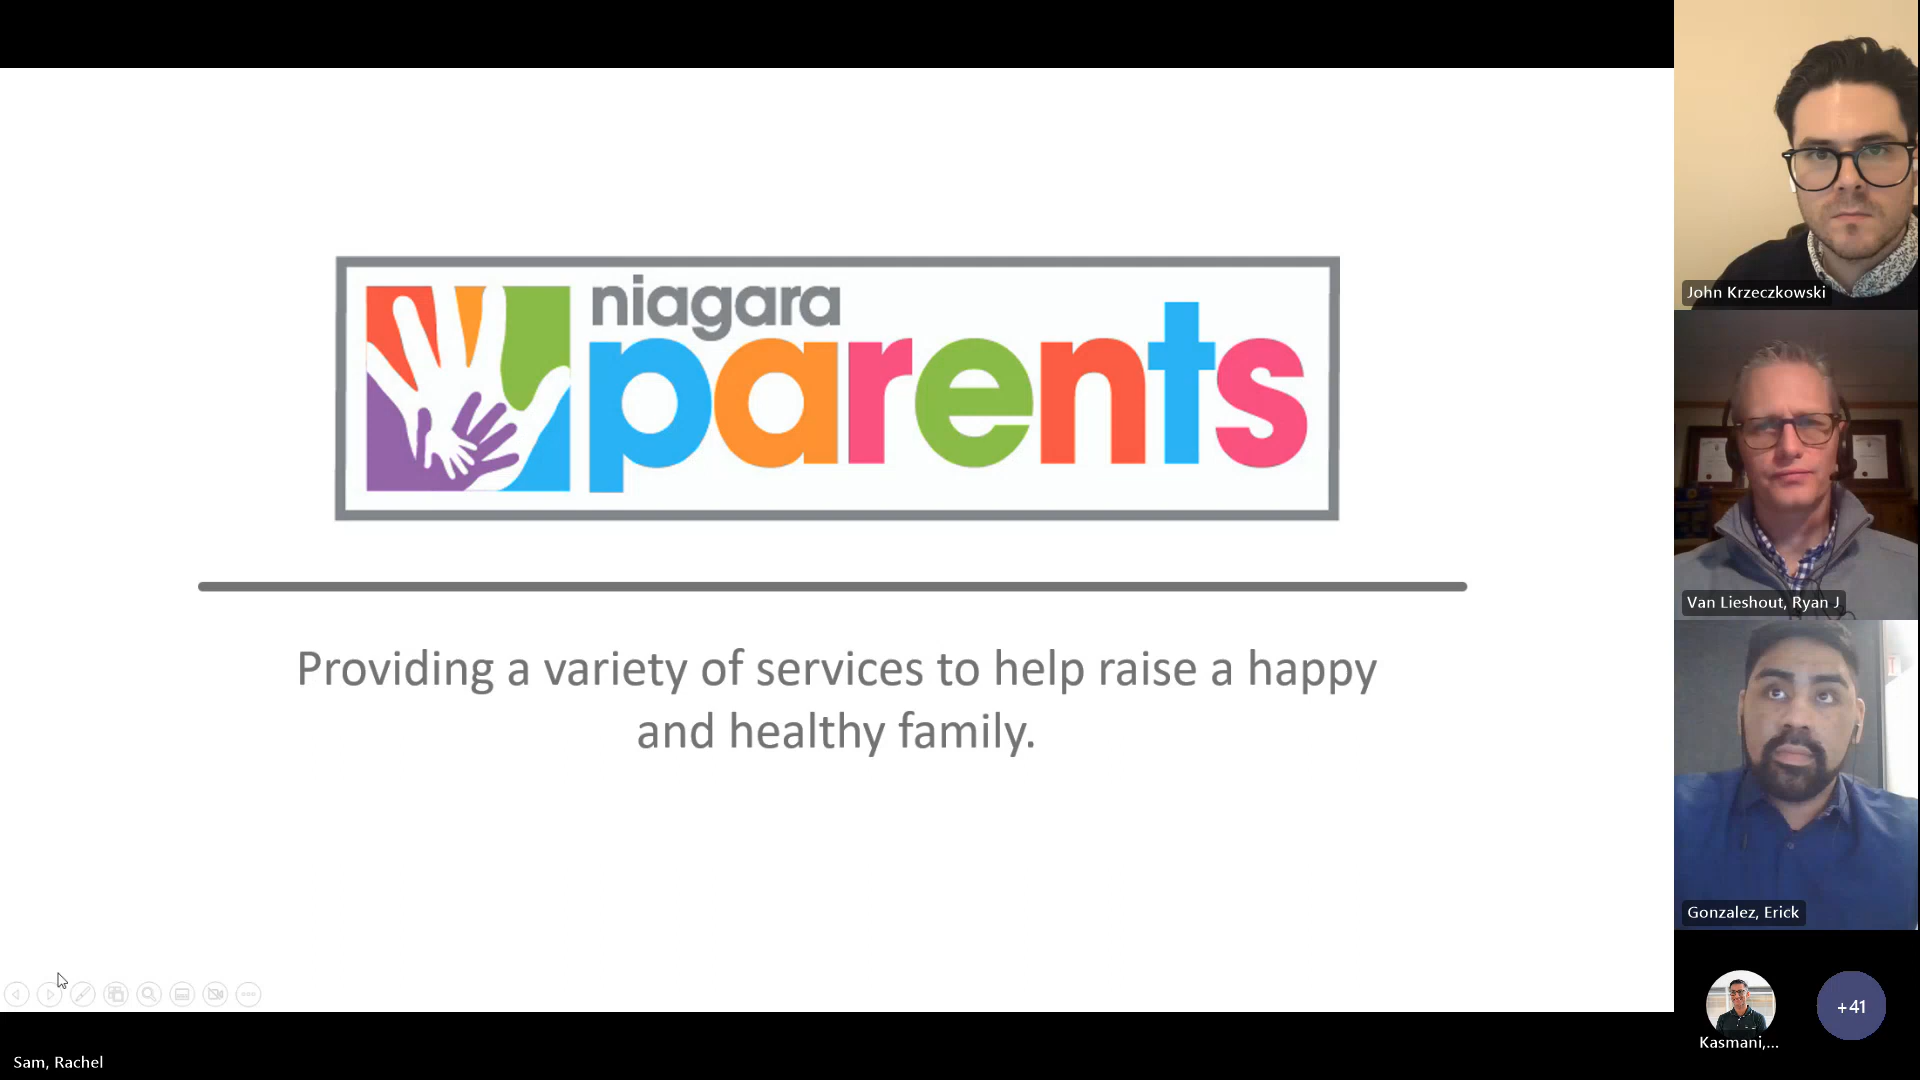 niagara
parents
Providing a variety of services to help raise a happy
and healthy family.
John Krzeczkowski
Van Lieshout, Ryan J
Gonzalez, Erick
Kasmani,...
+41
Sam, Rachel